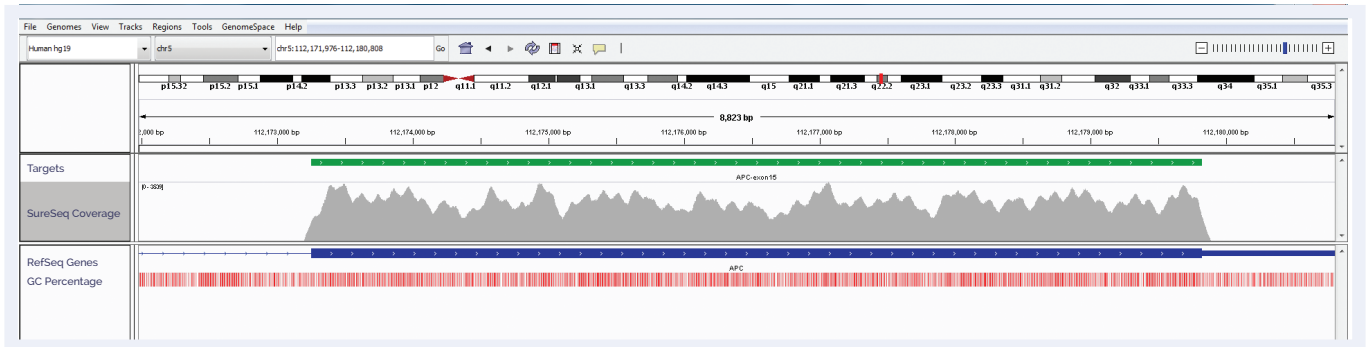 File Genomes View Tracks Regions Tools GenomeSpace Help
Human hg19 chr5 chr5:112,171,976-112,180,808 Go
p15.32 p15.2 p15.1 p14.2 p13.3 p13.2 p13.1 p12 q11.1 q11.2 q12.1 q13.1 q13.3 q14.2 q14.3 q15 q21.1 q21.3 q22.2 q23.1 q23.2 q23.3 q31.1 q31.2 q32 q33.1 q33.3 q34 q35.1 q35.3
8,823 bp
2,000 bp 112,173,000 bp 112,174,000 bp 112,175,000 bp 112,176,000 bp 112,177,000 bp 112,178,000 bp 112,179,000 bp 112,180,000 bp
Targets
APC-exon15
[0 - 3509]
SureSeq Coverage
RefSeq Genes
APC
GC Percentage